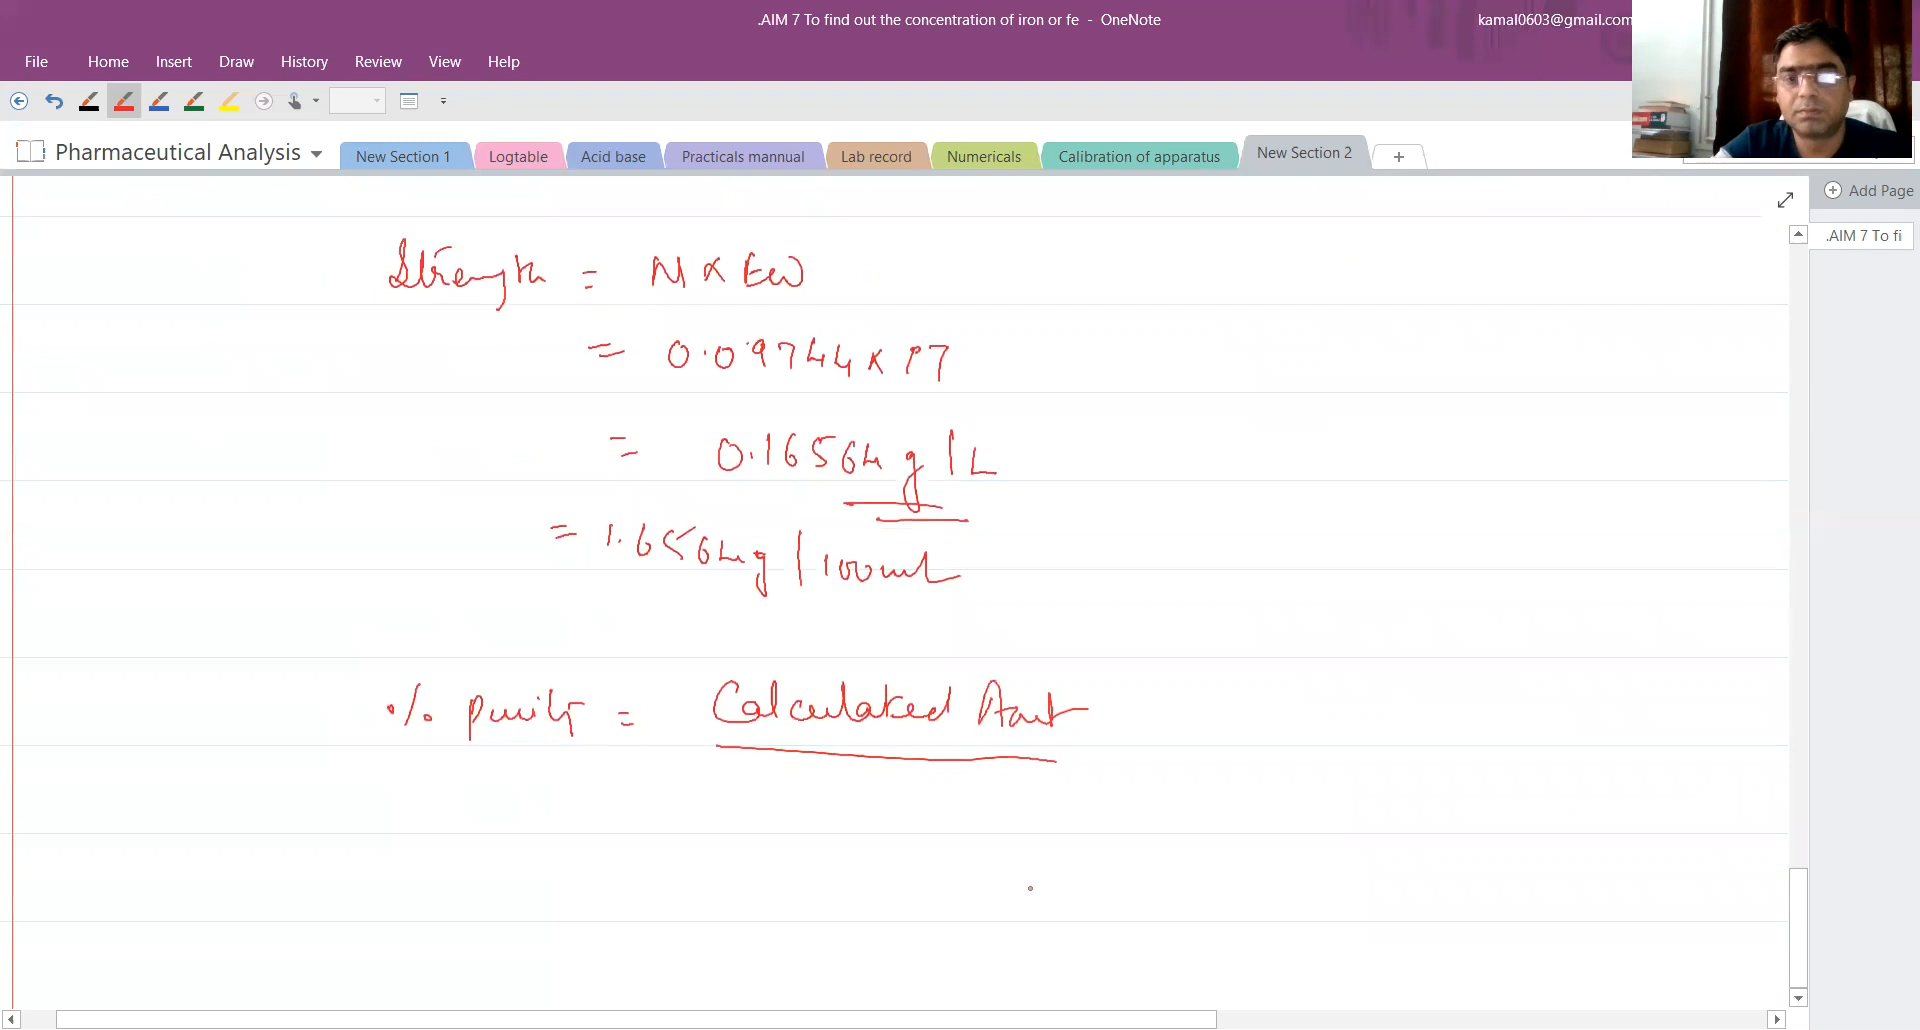 .AIM 7 To find out the concentration of iron or fe - OneNote
kamal0603@gmail.com
File Home Insert Draw History Review View Help
Pharmaceutical Analysis
New Section 1 Logtable Acid base Practicals mannual Lab record Numericals Calibration of apparatus New Section 2 +
Add Page
.AIM 7 To fi
Strength = N x Ew
= 0.09744 x 17
= 0.16564 g | L
= 1.6564 g | 100 mL
% purity = Calculated Amt